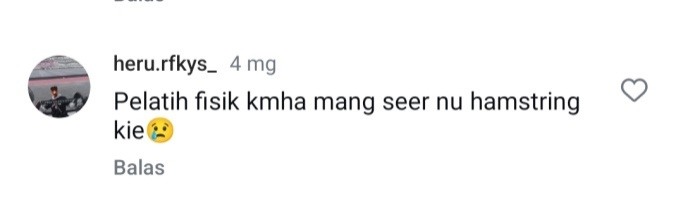 heru.rfkys_ 4 mg
Pelatih fisik kmha mang seer nu hamstring
kie😢
Balas